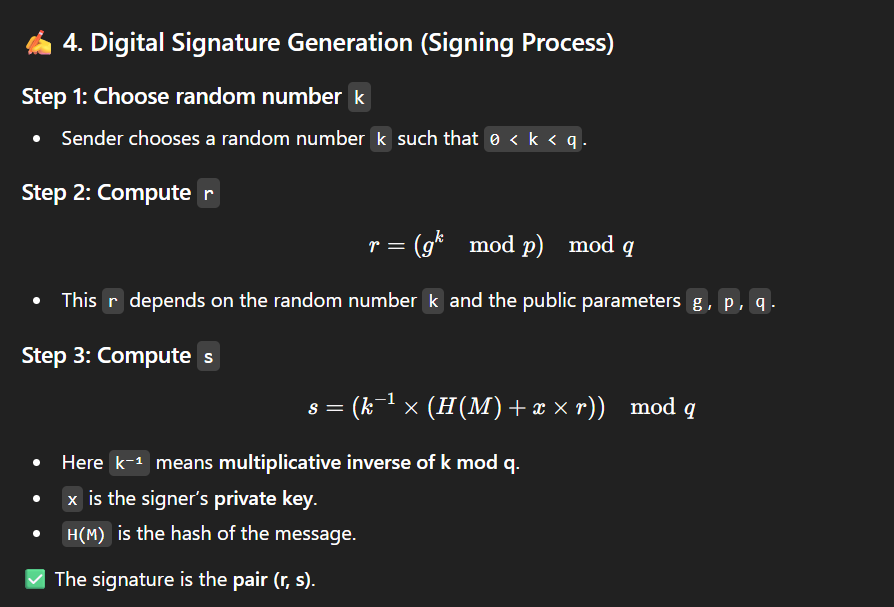 ✍️ 4. Digital Signature Generation (Signing Process)
Step 1: Choose random number k
• Sender chooses a random number k such that 0 < k < q.
Step 2: Compute r
r = (gᵏ mod p) mod q
• This r depends on the random number k and the public parameters g, p, q.
Step 3: Compute s
s = (k⁻¹ × (H(M) + x × r)) mod q
• Here k⁻¹ means multiplicative inverse of k mod q.
• x is the signer’s private key.
• H(M) is the hash of the message.
✅ The signature is the pair (r, s).